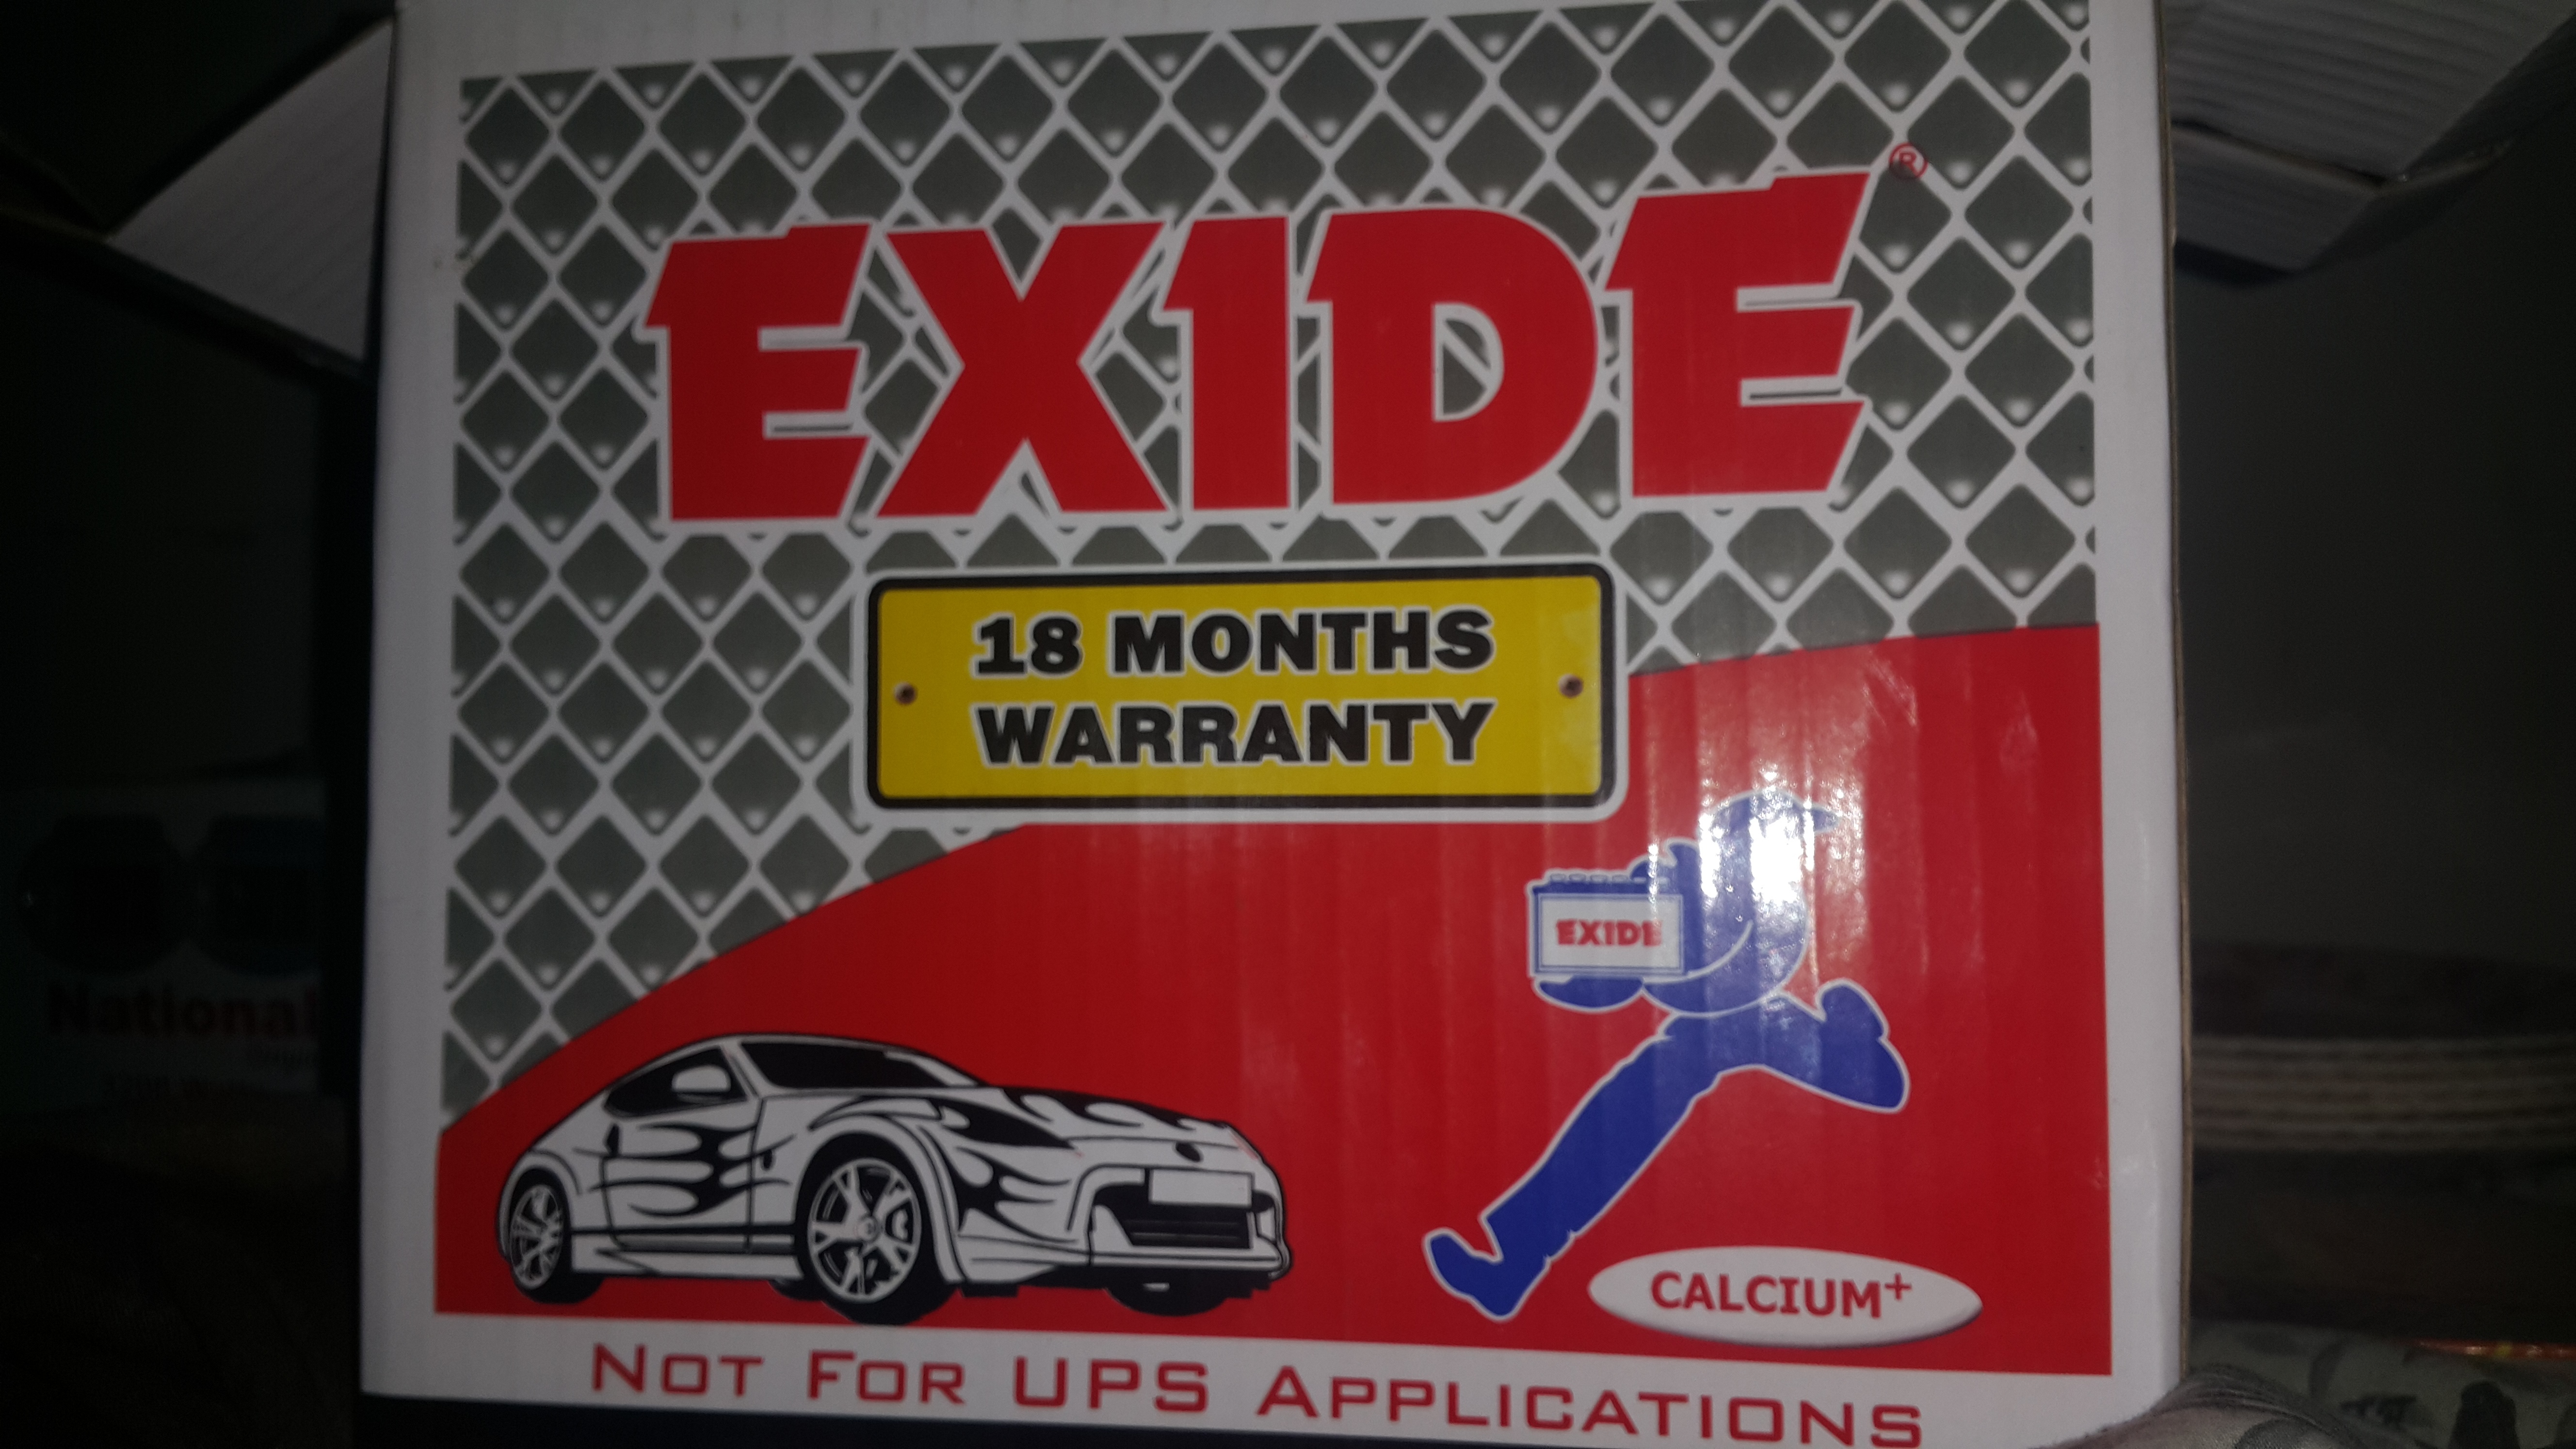 EXIDE®
18 MONTHS
WARRANTY
EXIDE
CALCIUM+
NOT FOR UPS APPLICATIONS
National